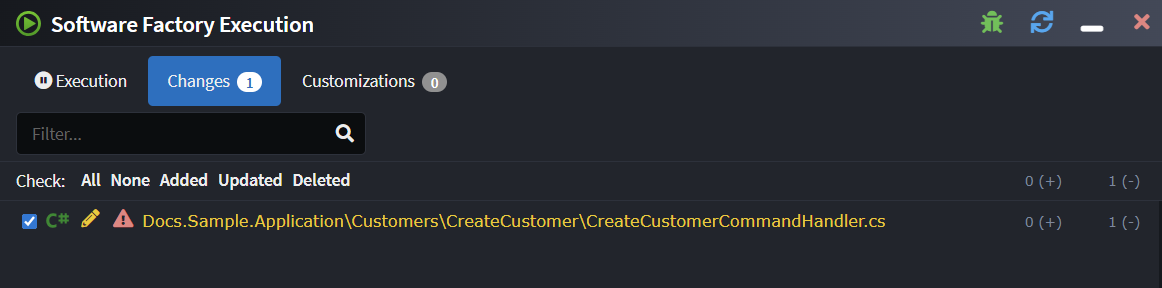 Software Factory Execution
Execution Changes 1 Customizations 0
Filter...
Check: All None Added Updated Deleted 0 (+) 1 (-)
C# Docs.Sample.Application\Customers\CreateCustomer\CreateCustomerCommandHandler.cs 0 (+) 1 (-)